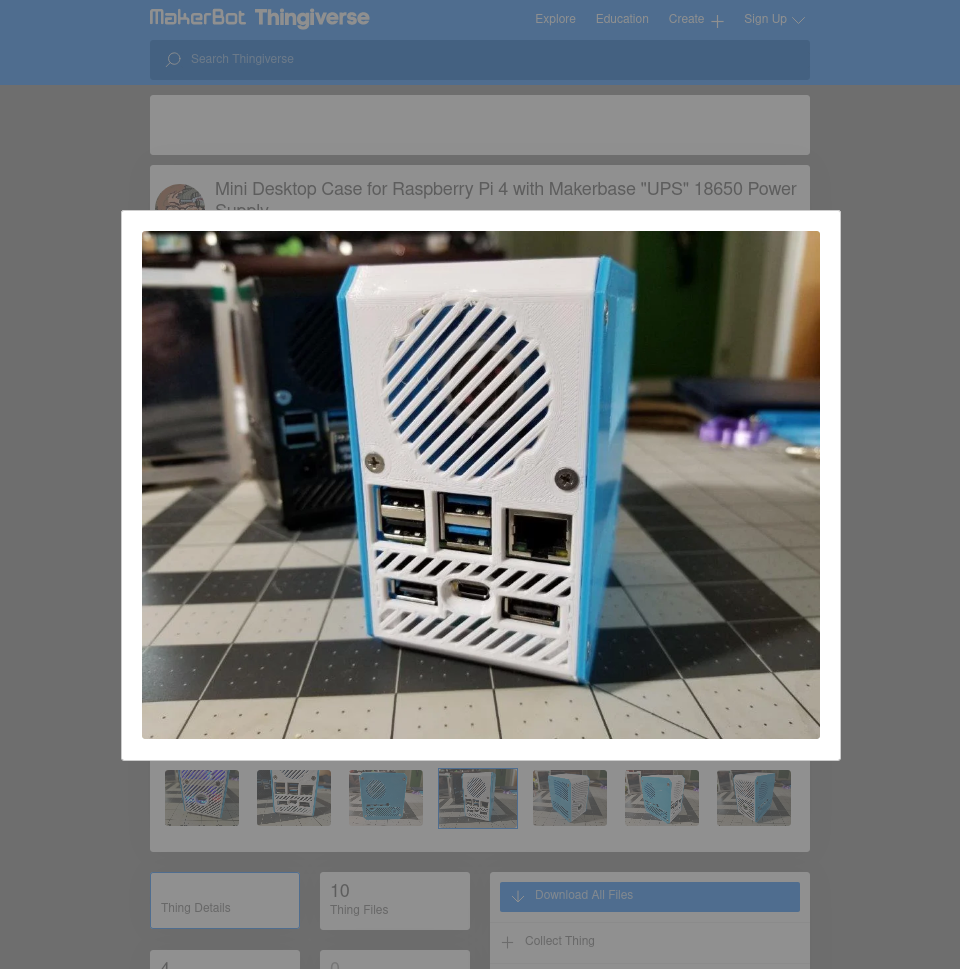 MakerBot Thingiverse
Explore
Education
Create
Sign Up
Search Thingiverse
Mini Desktop Case for Raspberry Pi 4 with Makerbase "UPS" 18650 Power
Supply
Thing Details
10
Thing Files
Download All Files
Collect Thing
4
0